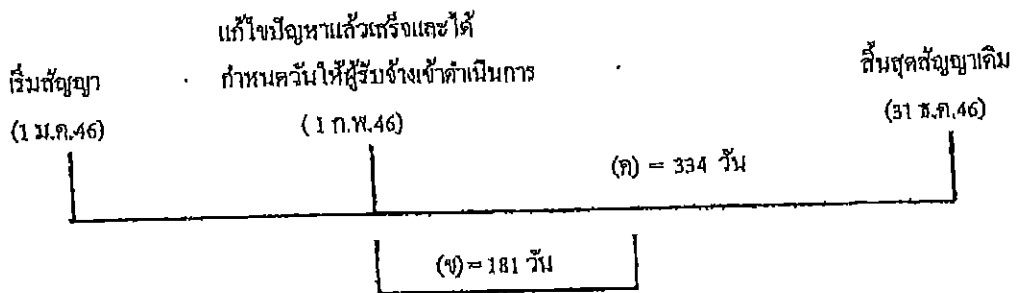 แก้ไขปัญหาแล้วเสร็จและได้
เริ่มสัญญา กำหนดวันให้ผู้รับจ้างเข้าดำเนินการ สิ้นสุดสัญญาเดิม
(1 ม.ค.46) (1 ก.พ.46) (31 ธ.ค.46)
(ค) = 334 วัน
(ข) = 181 วัน